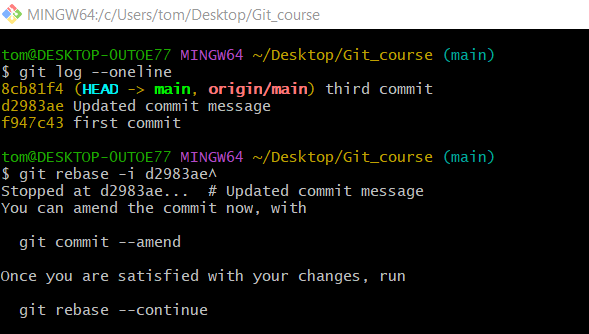 MINGW64:/c/Users/tom/Desktop/Git_course
tom@DESKTOP-OUTOE77 MINGW64 ~/Desktop/Git_course (main)
$ git log --oneline
8cb81f4 (HEAD -> main, origin/main) third commit
d2983ae Updated commit message
f947c43 first commit
tom@DESKTOP-OUTOE77 MINGW64 ~/Desktop/Git_course (main)
$ git rebase -i d2983ae^
Stopped at d2983ae...  # Updated commit message
You can amend the commit now, with
  git commit --amend
Once you are satisfied with your changes, run
  git rebase --continue